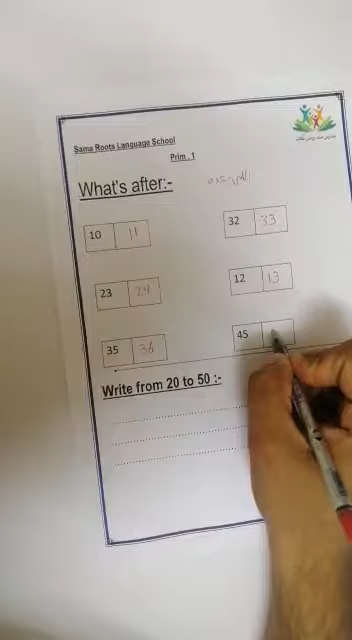 Sama Roots Language School
Prim . 1
What's after:-
10 11
32 33
23 24
12 13
35 36
45
Write from 20 to 50 :-